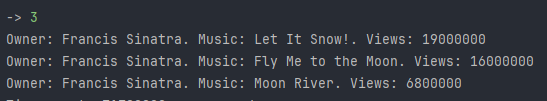 -> 3
Owner: Francis Sinatra. Music: Let It Snow!. Views: 19000000
Owner: Francis Sinatra. Music: Fly Me to the Moon. Views: 16000000
Owner: Francis Sinatra. Music: Moon River. Views: 6800000